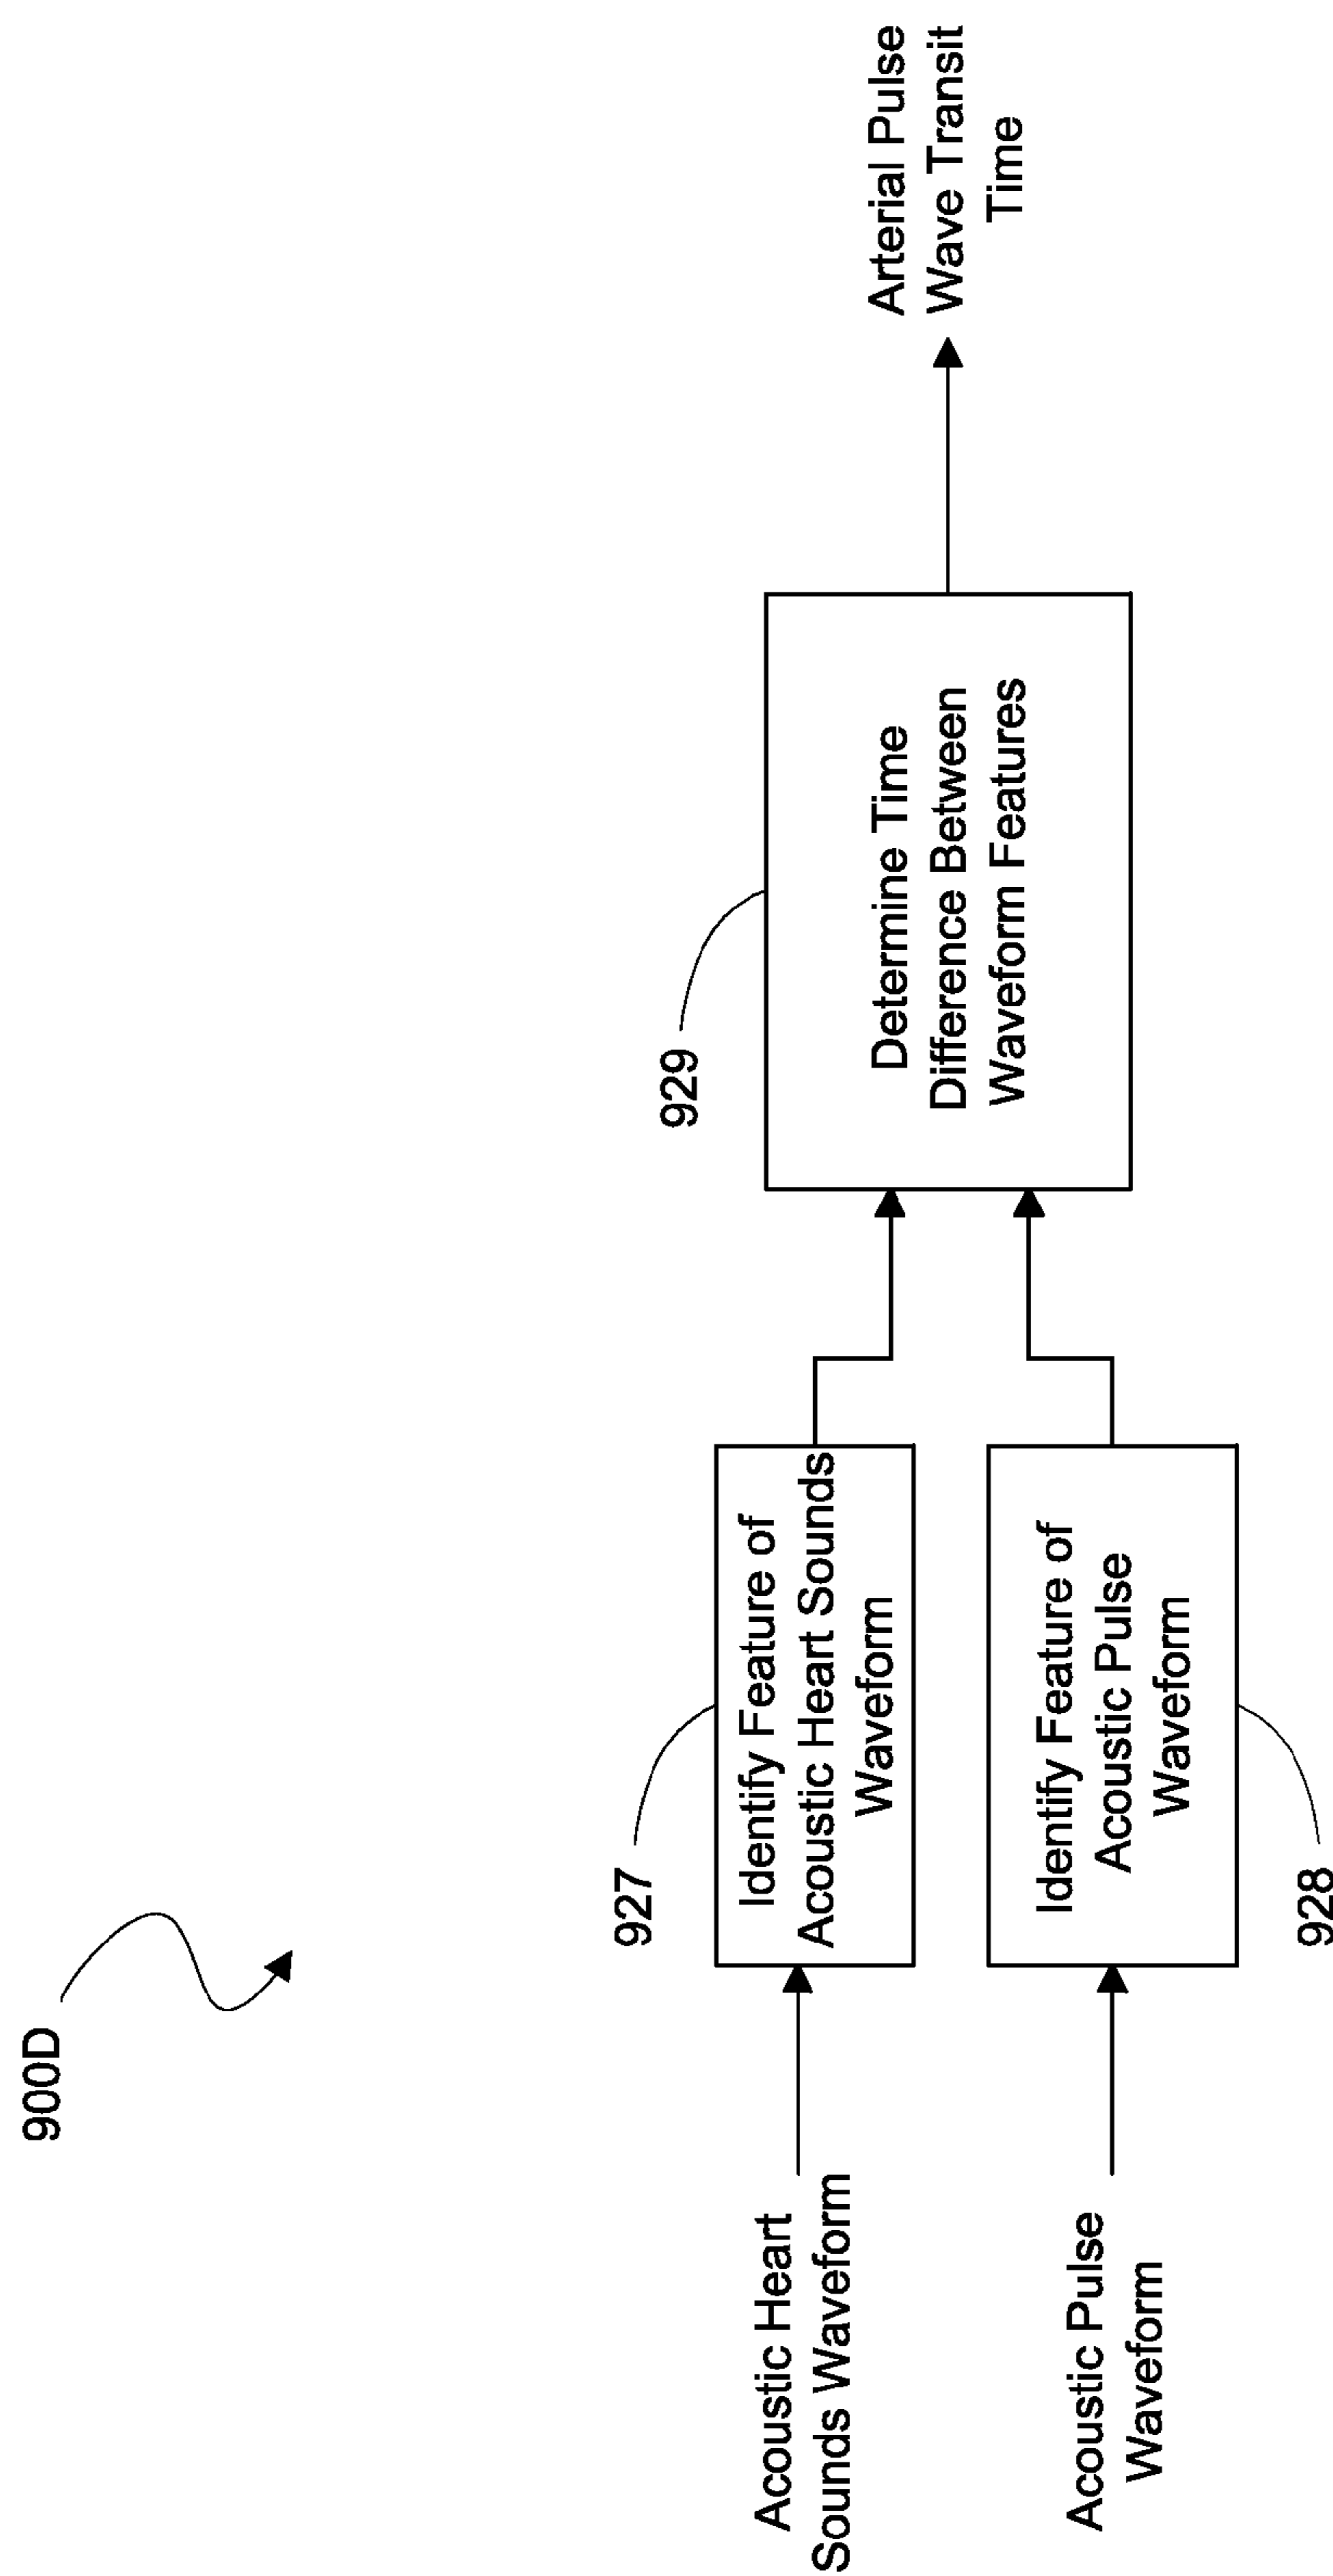 900D
Acoustic Heart
Sounds Waveform
927
Identify Feature of
Acoustic Heart Sounds
Waveform
Acoustic Pulse
Waveform
Identify Feature of
Acoustic Pulse
Waveform
928
929
Determine Time
Difference Between
Waveform Features
Arterial Pulse
Wave Transit
Time